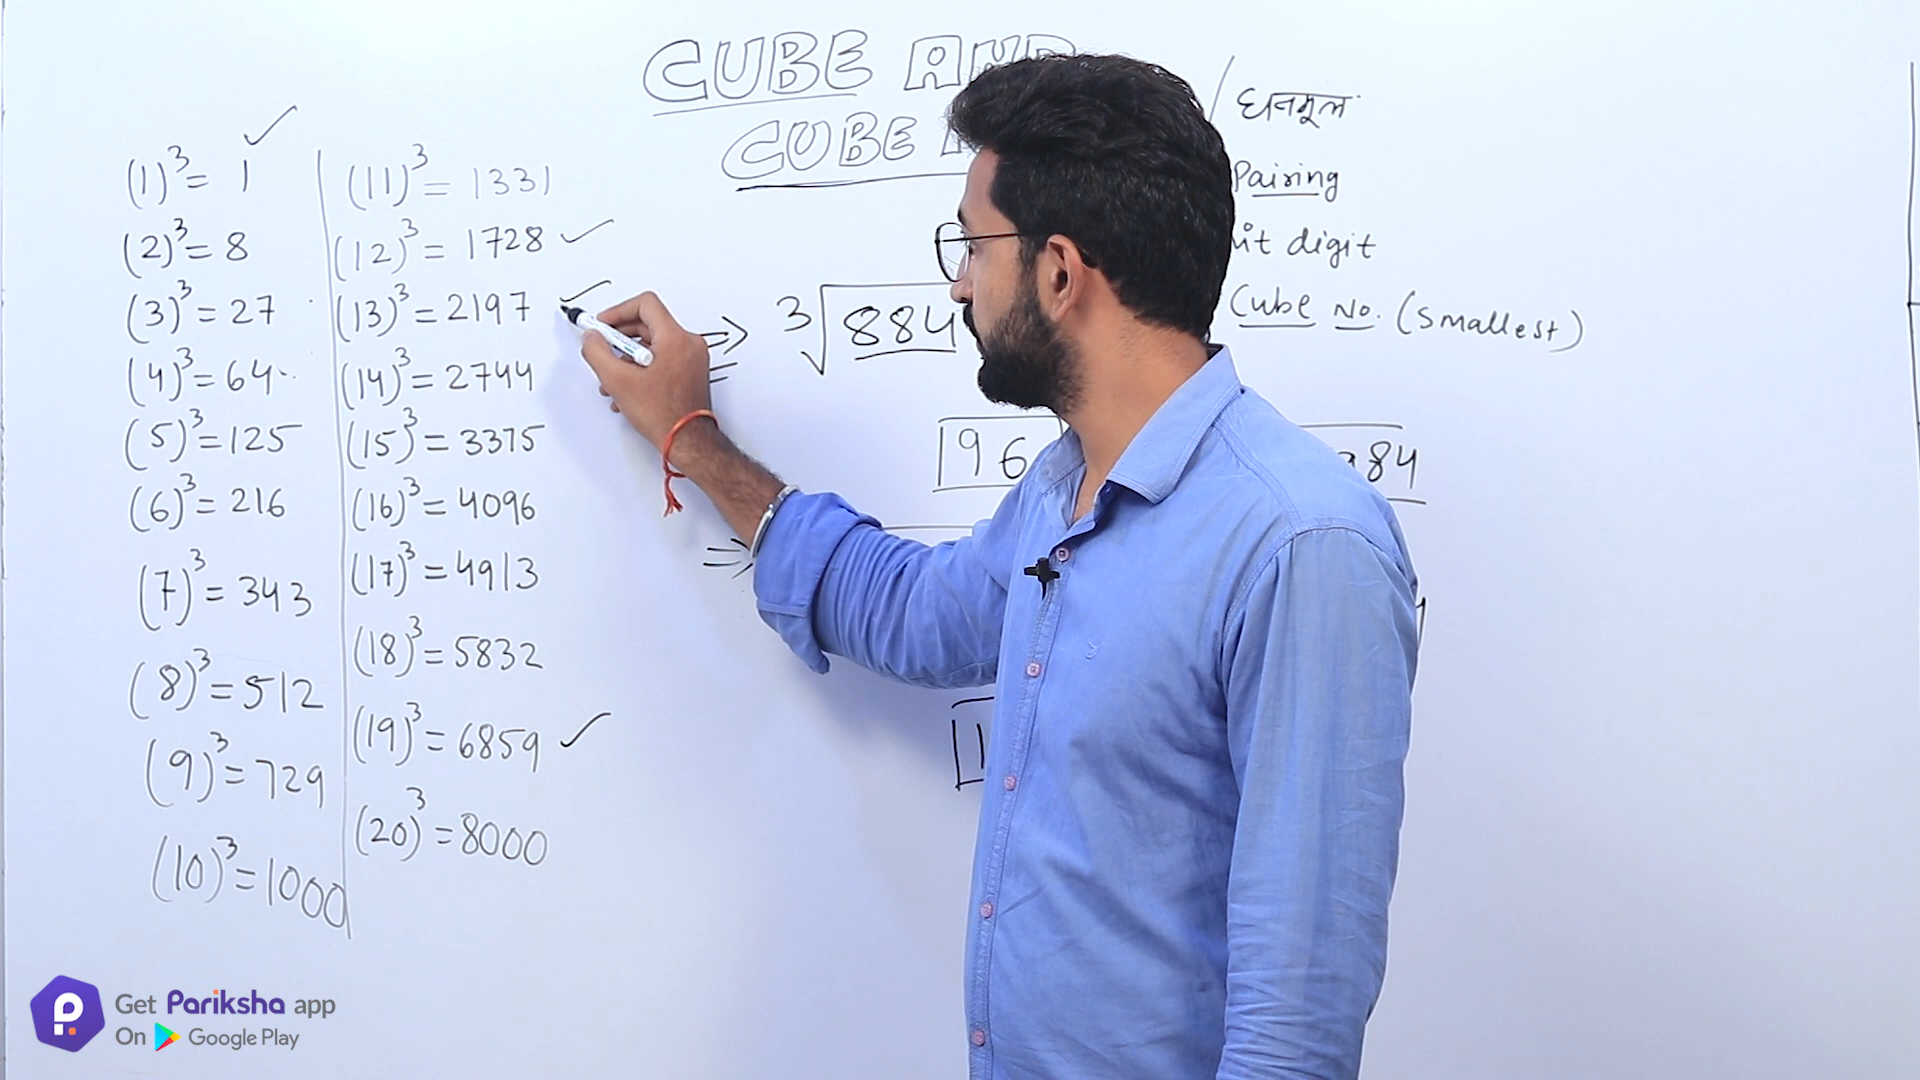 CUBE AND
CUBE
/ घनमूल
Pairing
digit
Cube No. (Smallest)
(1)³ = 1 ✓
(2)³ = 8
(3)³ = 27
(4)³ = 64
(5)³ = 125
(6)³ = 216
(7)³ = 343
(8)³ = 512
(9)³ = 729
(10)³ = 1000
(11)³ = 1331
(12)³ = 1728 ✓
(13)³ = 2197 ✓
(14)³ = 2744
(15)³ = 3375
(16)³ = 4096
(17)³ = 4913
(18)³ = 5832
(19)³ = 6859 ✓
(20)³ = 8000
⇒ ³√884
96
84
Get Pariksha app
On Google Play